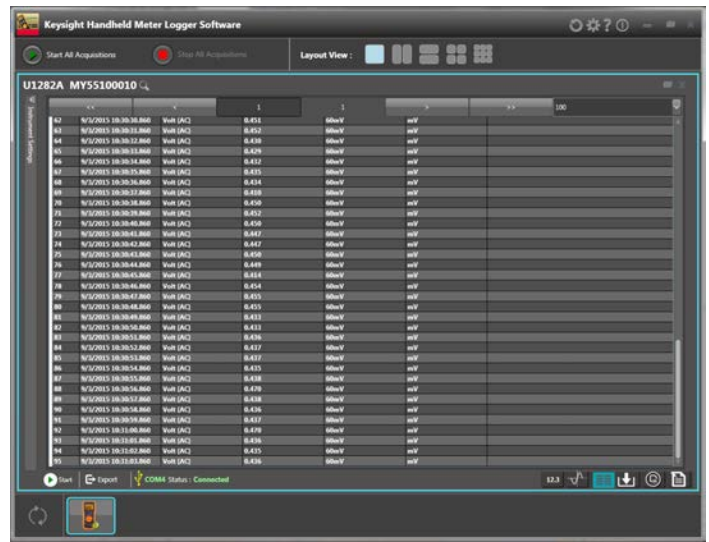 Keysight Handheld Meter Logger Software
Start All Acquisitions Stop All Acquisitions Layout View :
U1282A MY55100010
Instrument Settings
<< < 1 1 > >> 100
62 9/3/2015 10:30:30.860 Volt (AC) 0.451 60mV mV
63 9/3/2015 10:30:31.860 Volt (AC) 0.452 60mV mV
64 9/3/2015 10:30:32.860 Volt (AC) 0.430 60mV mV
65 9/3/2015 10:30:33.860 Volt (AC) 0.429 60mV mV
66 9/3/2015 10:30:34.860 Volt (AC) 0.432 60mV mV
67 9/3/2015 10:30:35.860 Volt (AC) 0.435 60mV mV
68 9/3/2015 10:30:36.860 Volt (AC) 0.434 60mV mV
69 9/3/2015 10:30:37.860 Volt (AC) 60mV mV
70 9/3/2015 10:30:38.860 Volt (AC) 0.450 60mV mV
71 9/3/2015 10:30:39.860 Volt (AC) 0.452 60mV mV
72 9/3/2015 10:30:40.860 Volt (AC) 0.450 60mV mV
73 9/3/2015 10:30:41.860 Volt (AC) 0.447 60mV mV
74 9/3/2015 10:30:42.860 Volt (AC) 0.447 60mV mV
75 9/3/2015 10:30:43.860 Volt (AC) 0.450 60mV mV
76 9/3/2015 10:30:44.860 Volt (AC) 0.449 60mV mV
77 9/3/2015 10:30:45.860 Volt (AC) 60mV mV
78 9/3/2015 10:30:46.860 Volt (AC) 0.454 60mV mV
79 9/3/2015 10:30:47.860 Volt (AC) 0.455 60mV mV
80 9/3/2015 10:30:48.860 Volt (AC) 0.455 60mV mV
81 9/3/2015 10:30:49.860 Volt (AC) 0.433 60mV mV
82 9/3/2015 10:30:50.860 Volt (AC) 0.433 60mV mV
83 9/3/2015 10:30:51.860 Volt (AC) 0.436 60mV mV
84 9/3/2015 10:30:52.860 Volt (AC) 0.437 60mV mV
85 9/3/2015 10:30:53.860 Volt (AC) 0.437 60mV mV
86 9/3/2015 10:30:54.860 Volt (AC) 0.435 60mV mV
87 9/3/2015 10:30:55.860 Volt (AC) 0.438 60mV mV
88 9/3/2015 10:30:56.860 Volt (AC) 60mV mV
89 9/3/2015 10:30:57.860 Volt (AC) 0.438 60mV mV
90 9/3/2015 10:30:58.860 Volt (AC) 0.436 60mV mV
91 9/3/2015 10:30:59.860 Volt (AC) 0.437 60mV mV
92 9/3/2015 10:31:00.860 Volt (AC) 60mV mV
93 9/3/2015 10:31:01.860 Volt (AC) 0.436 60mV mV
94 9/3/2015 10:31:02.860 Volt (AC) 0.435 60mV mV
95 9/3/2015 10:31:03.860 Volt (AC) 0.436 60mV mV
Start Export COM4 Status : Connected 12.3